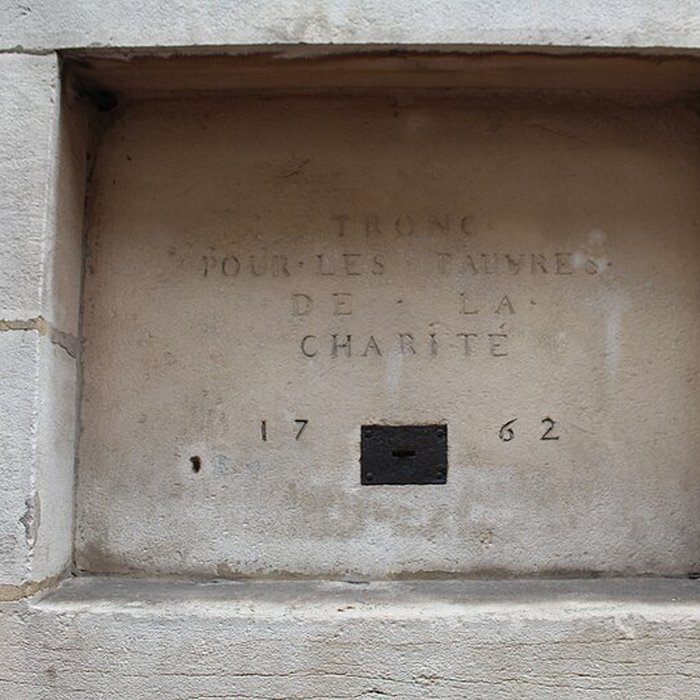 TRONC
POUR·LES PAUVRES·
DE · LA·
CHARITÉ
17 62